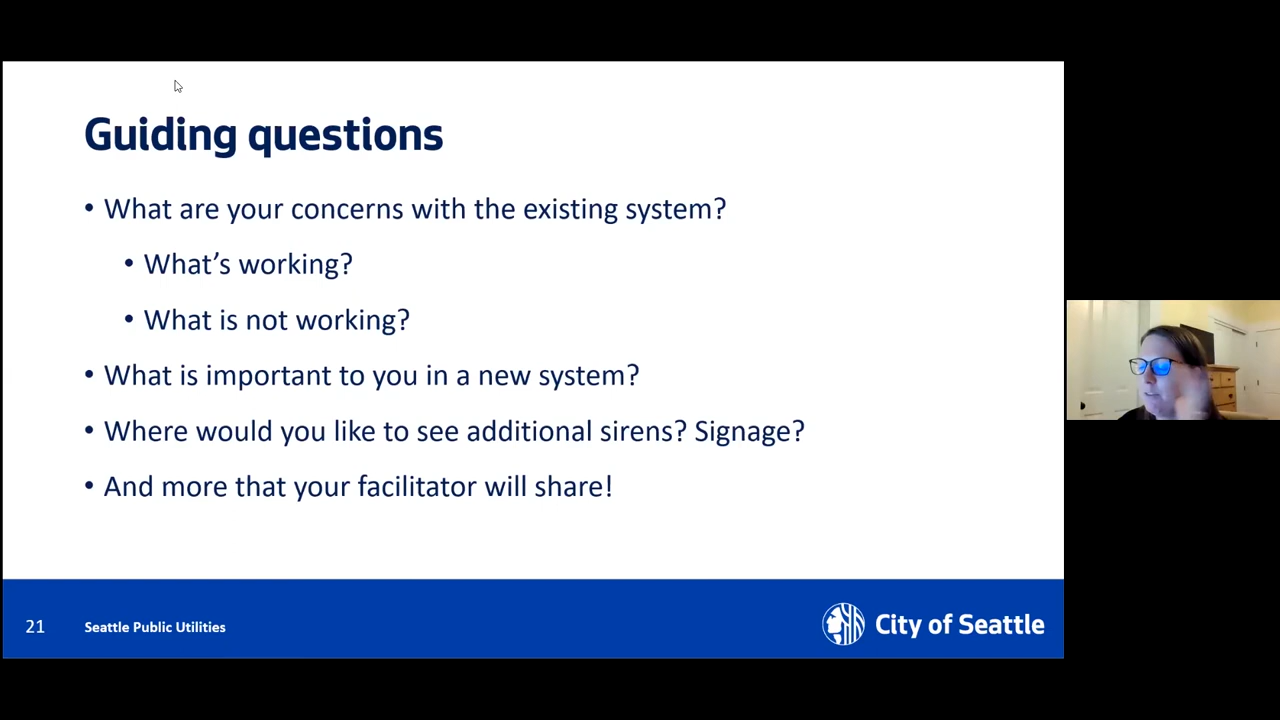 Guiding questions
• What are your concerns with the existing system?
• What’s working?
• What is not working?
• What is important to you in a new system?
• Where would you like to see additional sirens? Signage?
• And more that your facilitator will share!
21 Seattle Public Utilities City of Seattle